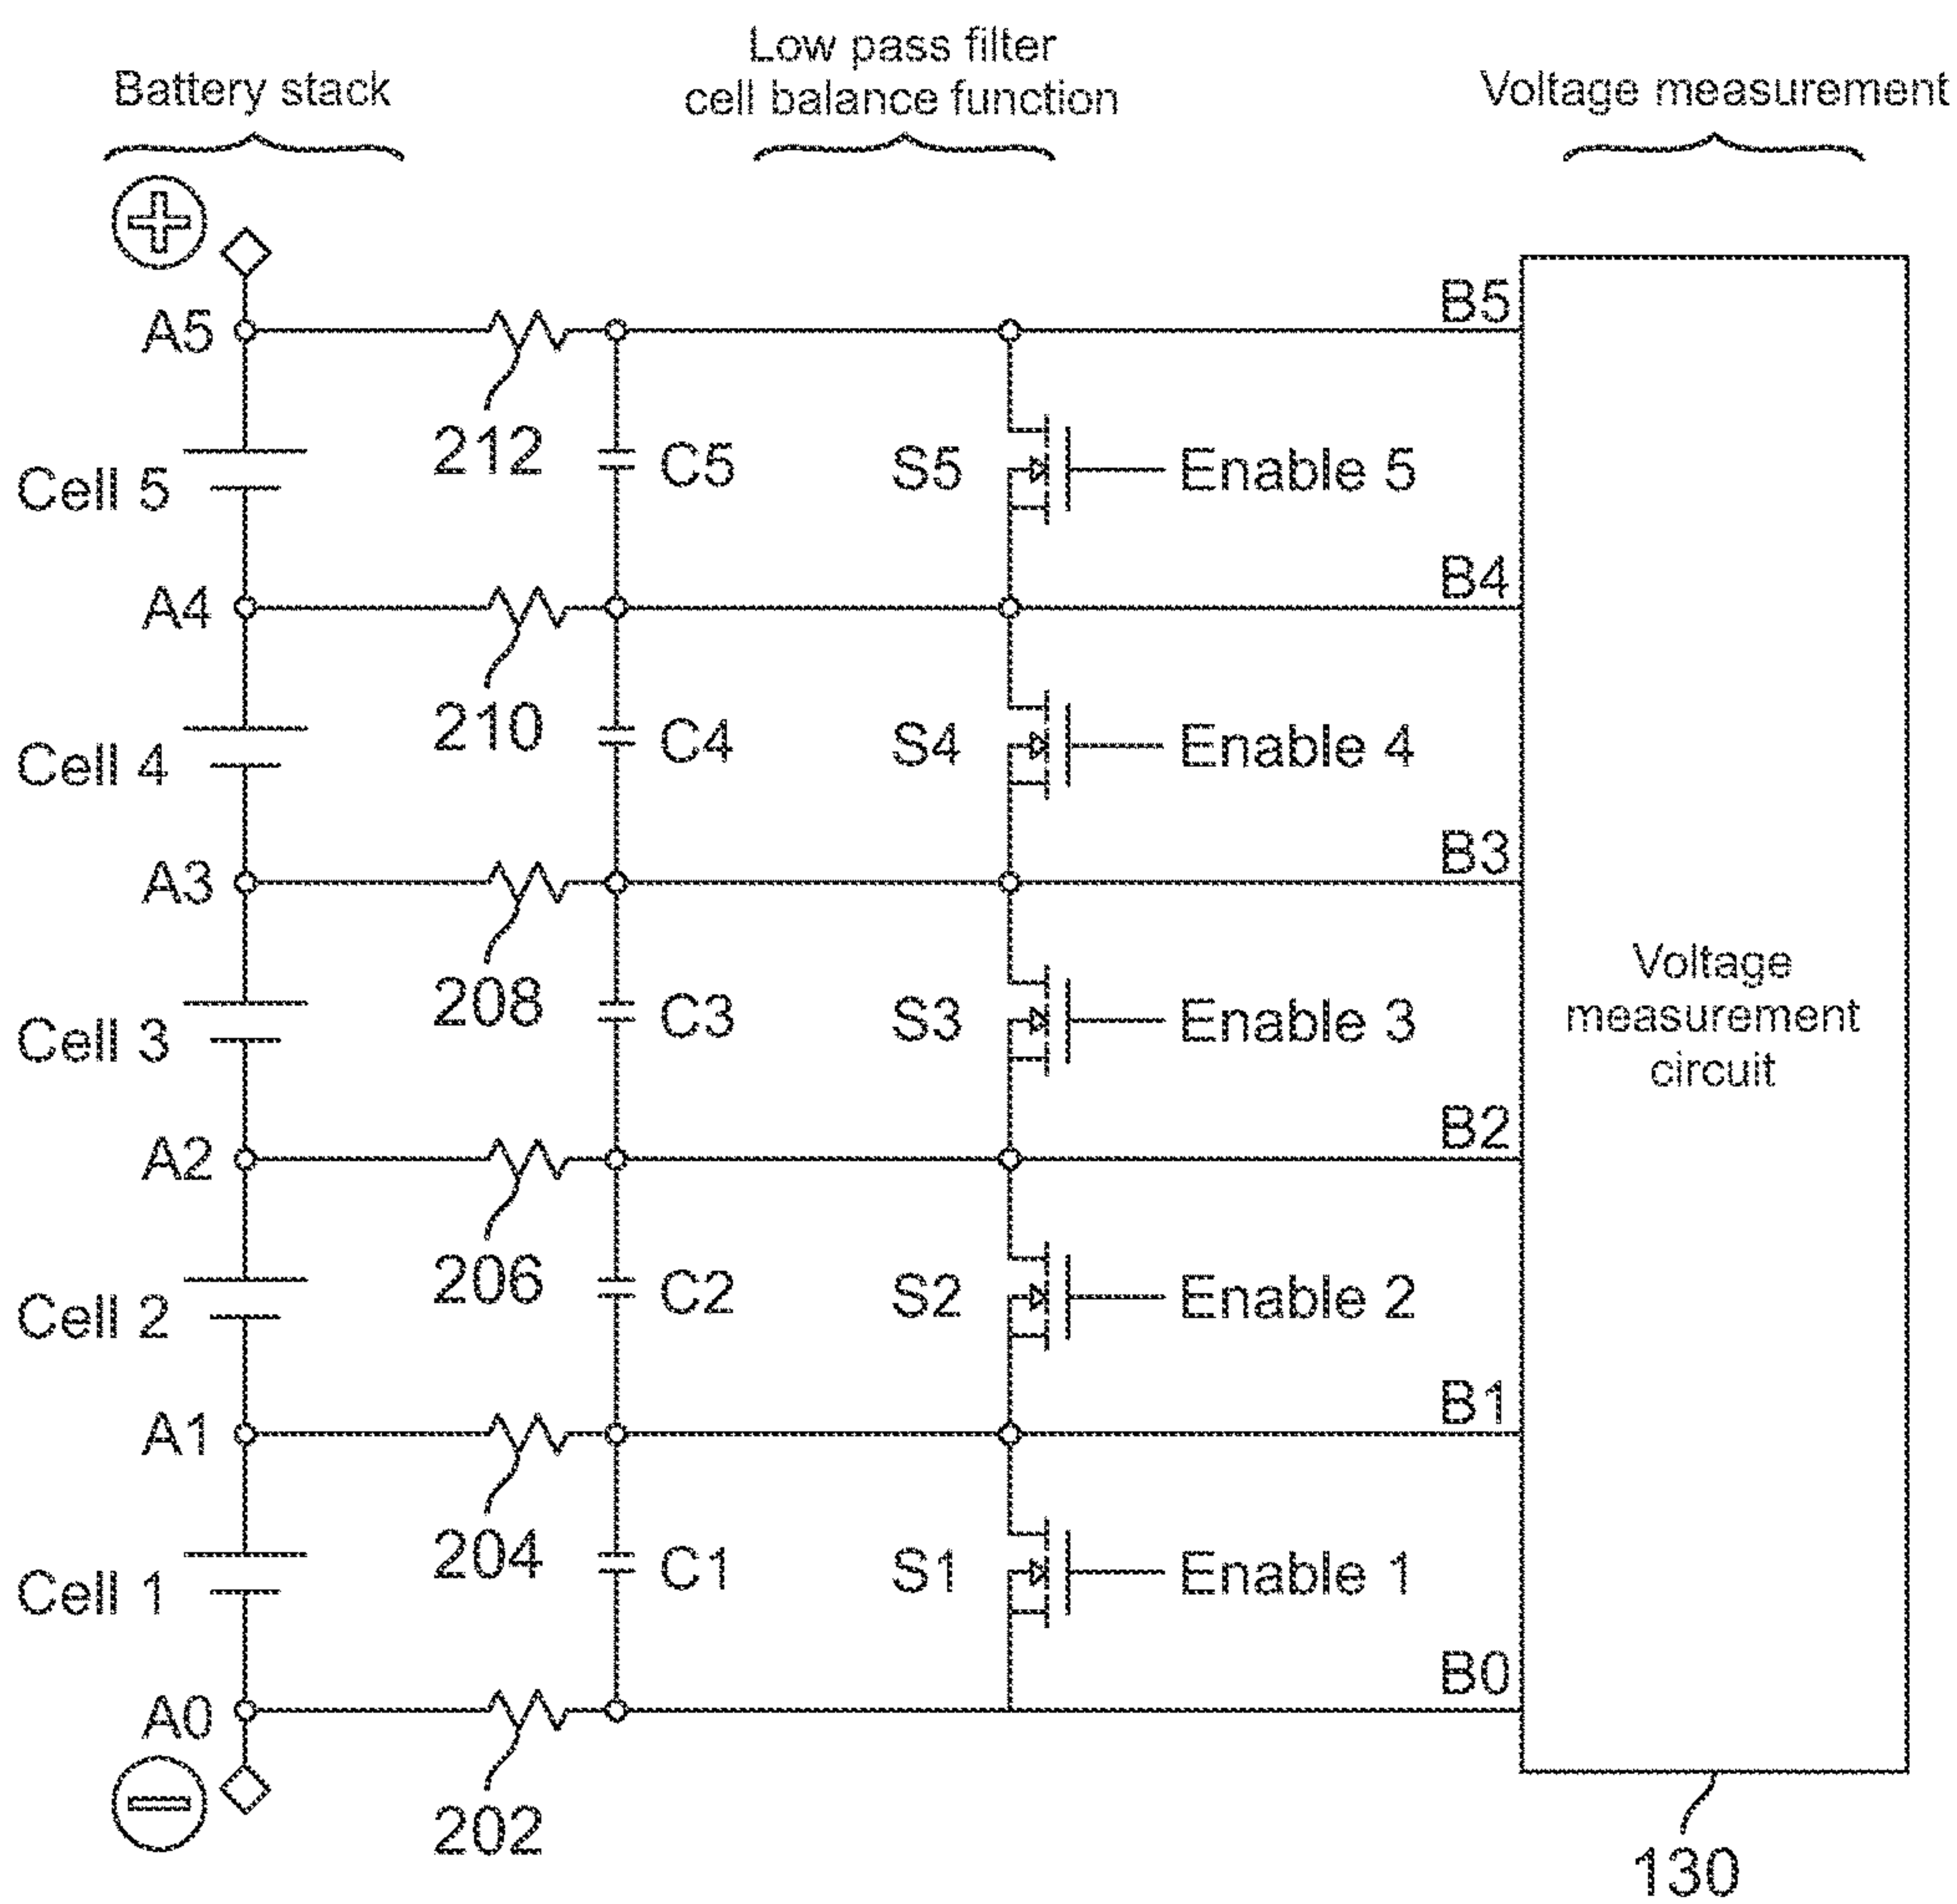 Battery stack
Low pass filter
cell balance function
Voltage measurement
A5
B5
212
Cell 5
C5
S5
Enable 5
A4
B4
210
Cell 4
C4
S4
Enable 4
A3
B3
208
Cell 3
C3
S3
Enable 3
Voltage
measurement
circuit
A2
B2
206
Cell 2
C2
S2
Enable 2
A1
B1
204
Cell 1
C1
S1
Enable 1
A0
B0
202
130